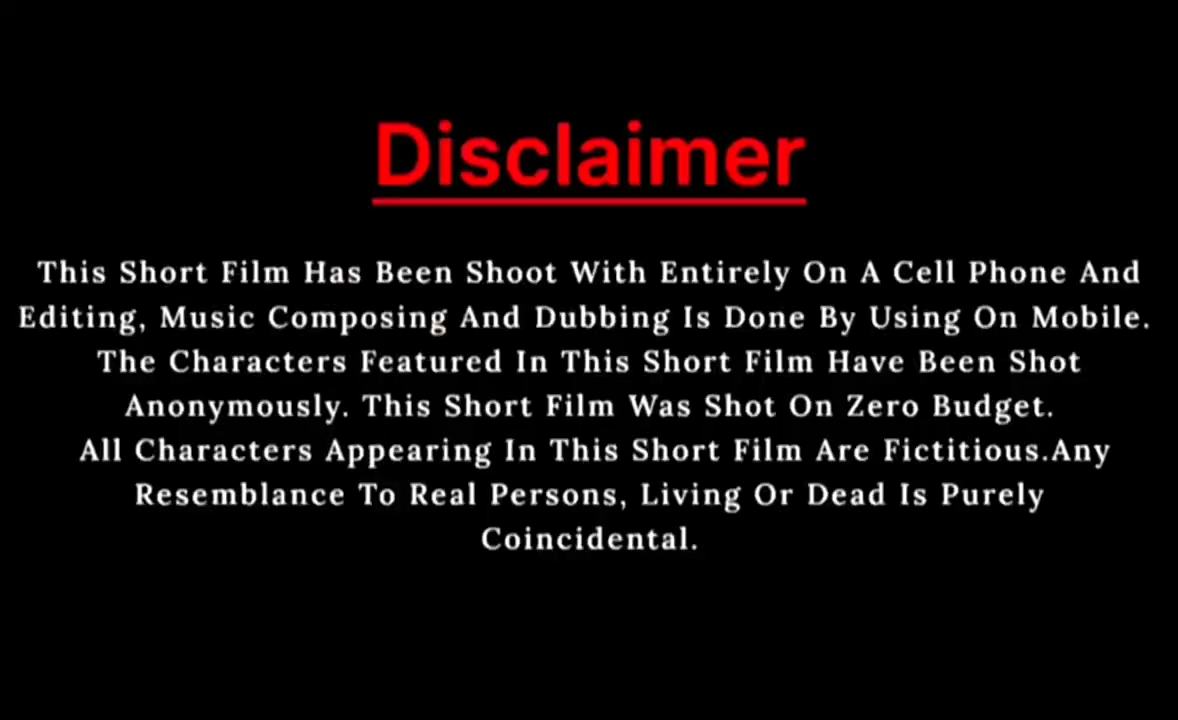 Disclaimer
This Short Film Has Been Shoot With Entirely On A Cell Phone And
Editing, Music Composing And Dubbing Is Done By Using On Mobile.
The Characters Featured In This Short Film Have Been Shot
Anonymously. This Short Film Was Shot On Zero Budget.
All Characters Appearing In This Short Film Are Fictitious.Any
Resemblance To Real Persons, Living Or Dead Is Purely
Coincidental.